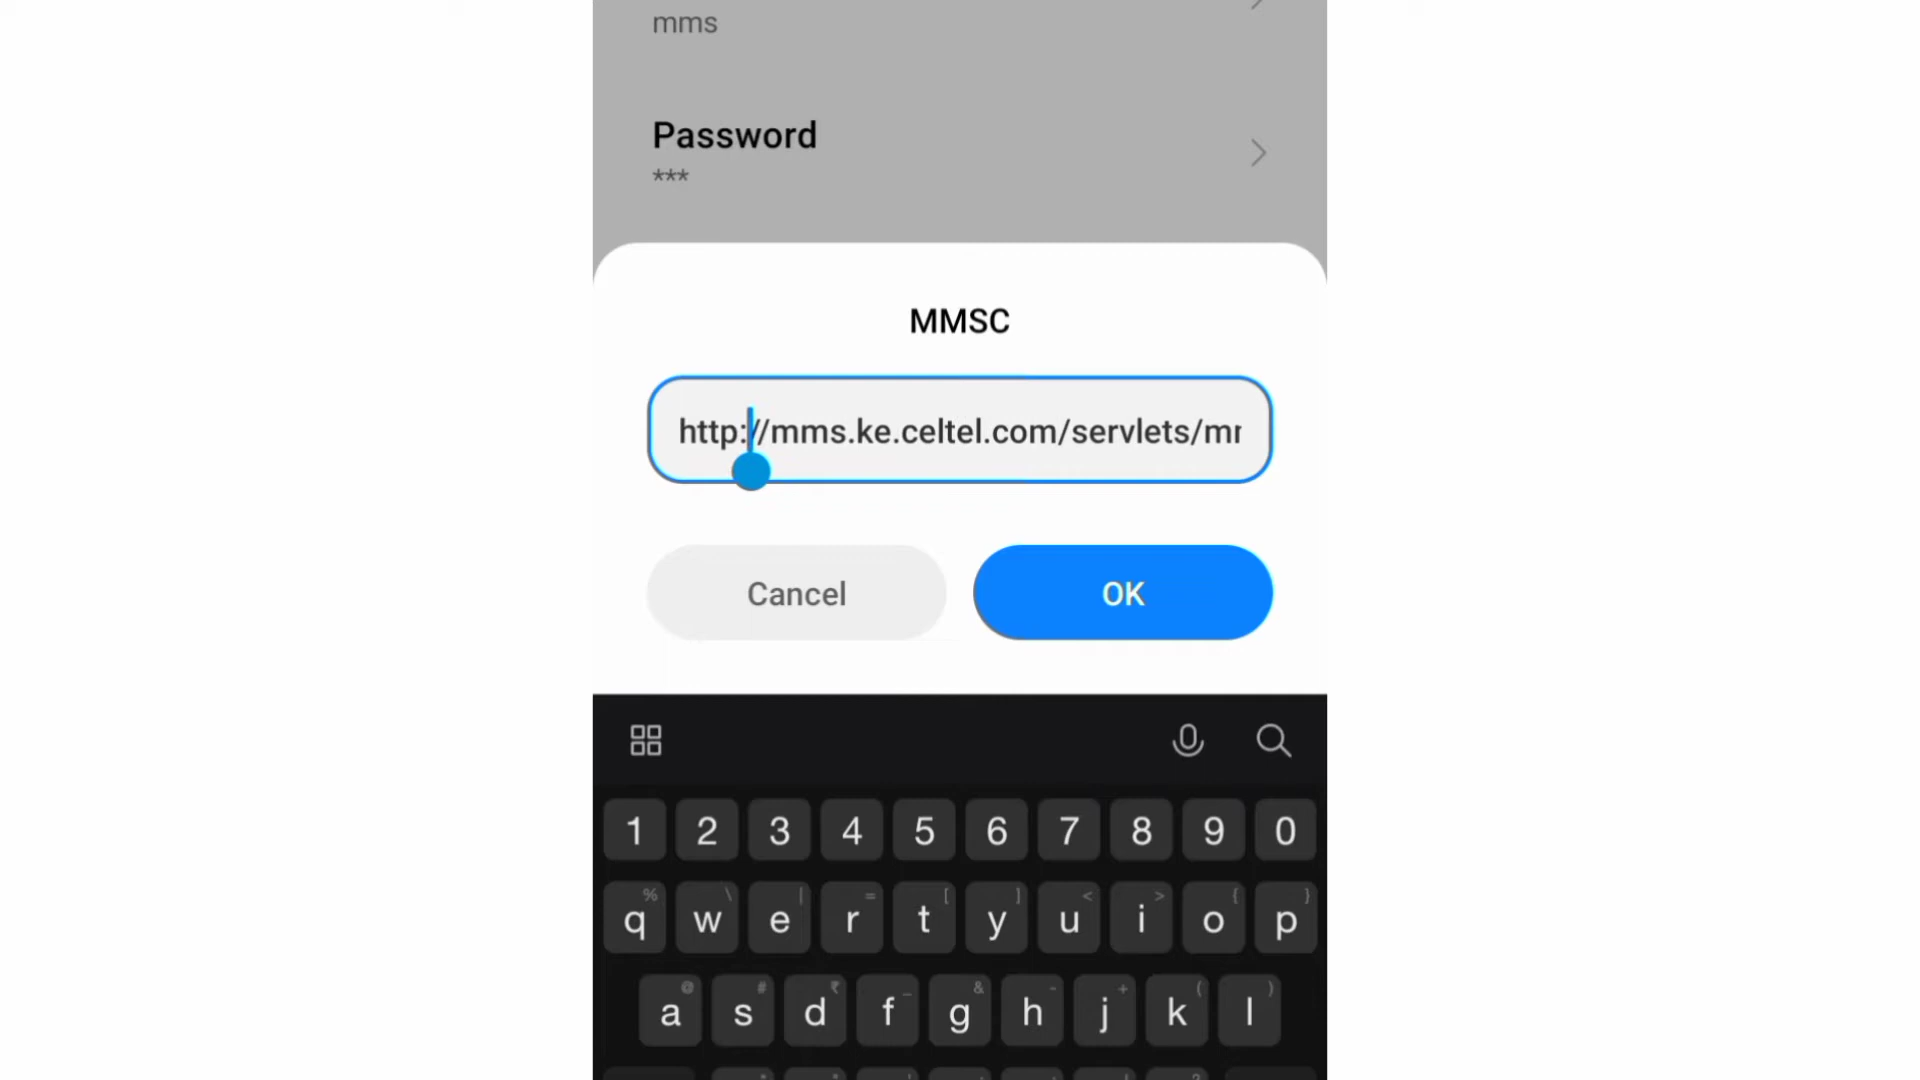 mms
Password
***
MMSC
http://mms.ke.celtel.com/servlets/mm
Cancel
OK
1 2 3 4 5 6 7 8 9 0
% \ | = [ ] < > { }
q w e r t y u i o p
@ # ₹ _ & - + ( )
a s d f g h j k l